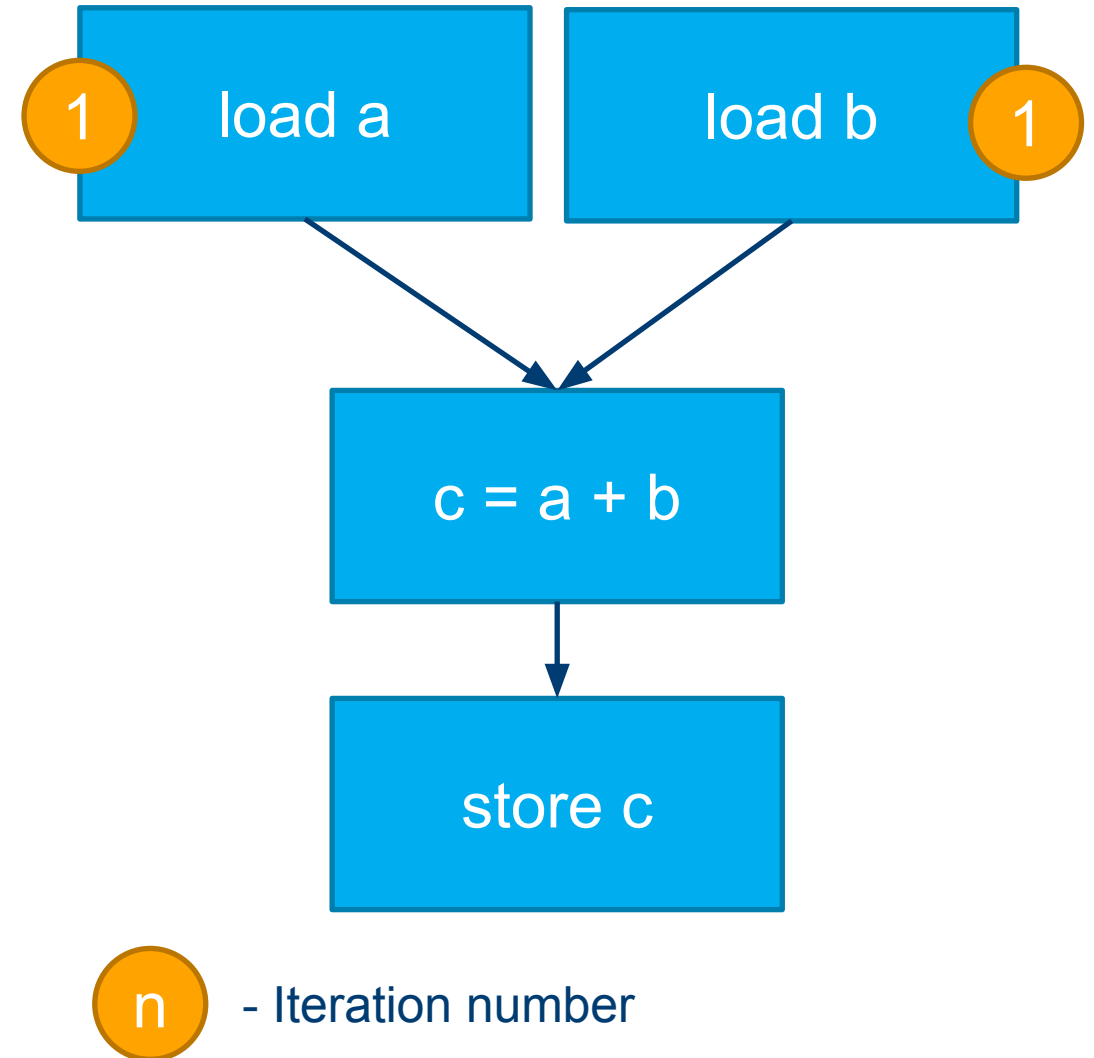 1
load a
load b
1
c = a + b
store c
n
- Iteration number